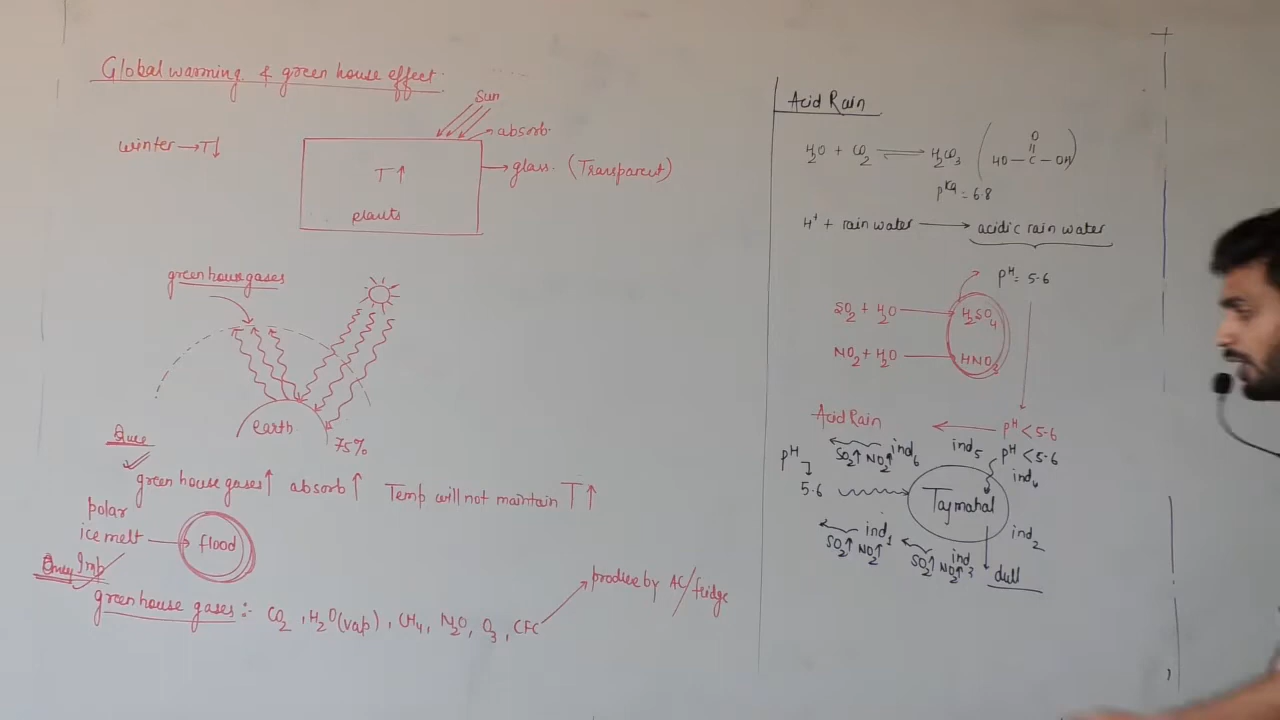 Global warming & green house effect:
Sun
absorb
winter → T↓
T↑
glass. (Transparent)
plants
green house gases
earth
75%
green house gases↑ absorb↑ Temp will not maintain T↑
polar
ice melt → flood
Imp
green house gases :- CO2, H2O(vap), CH4, N2O, O3, CFC
produce by AC/fridge
Acid Rain
H2O + CO2 ⇌ H2CO3 (HO-C-OH)
O
pKa = 6.8
H+ + rain water → acidic rain water
pH = 5.6
SO2 + H2O → H2SO4
NO2 + H2O → HNO3
Acid Rain ← pH < 5.6
pH
5.6
SO2↑ NO2↑ ind6
ind5
pH < 5.6
ind4
Tajmahal
ind1
SO2↑ NO2↑
ind3
SO2↑ NO2↑
ind2
dull